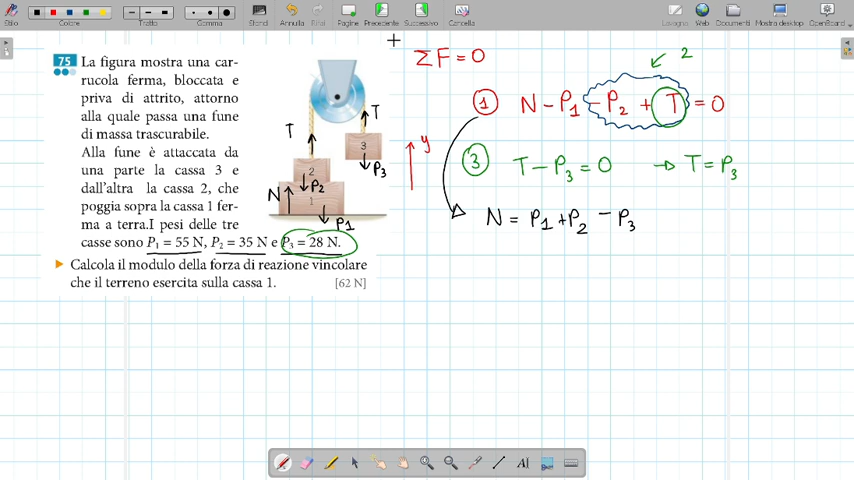 Stilo
Colore
Tratto
Gomma
Sfondi
Annulla
Rifai
Pagine
Precedente
Successivo
Cancella
Lavagna
Web
Documenti
Mostra desktop
OpenBoard
75 La figura mostra una car-
rucola ferma, bloccata e
priva di attrito, attorno
alla quale passa una fune
di massa trascurabile.
Alla fune è attaccata da
una parte la cassa 3 e
dall'altra la cassa 2, che
poggia sopra la cassa 1 fer-
ma a terra.I pesi delle tre
casse sono P1 = 55 N, P2 = 35 N e P3 = 28 N.
Calcola il modulo della forza di reazione vincolare
che il terreno esercita sulla cassa 1. [62 N]
T
T
3
P3
2
P2
N
1
P1
ΣF = 0
2
1 N - P1 - P2 + T = 0
y
3 T - P3 = 0 → T = P3
N = P1 + P2 - P3